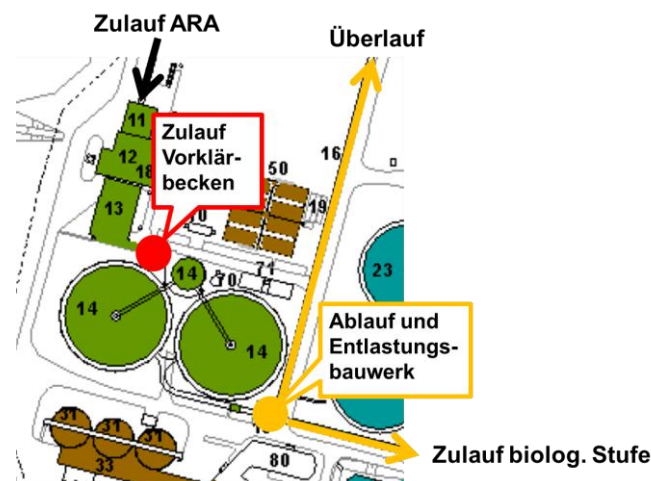 Zulauf ARA
Überlauf
11
Zulauf
Vorklär-
becken
12
18
16
50
13
19
10
23
14
70
71
14
14
Ablauf und
Entlastungs-
bauwerk
31
31
31
33
80
Zulauf biolog. Stufe